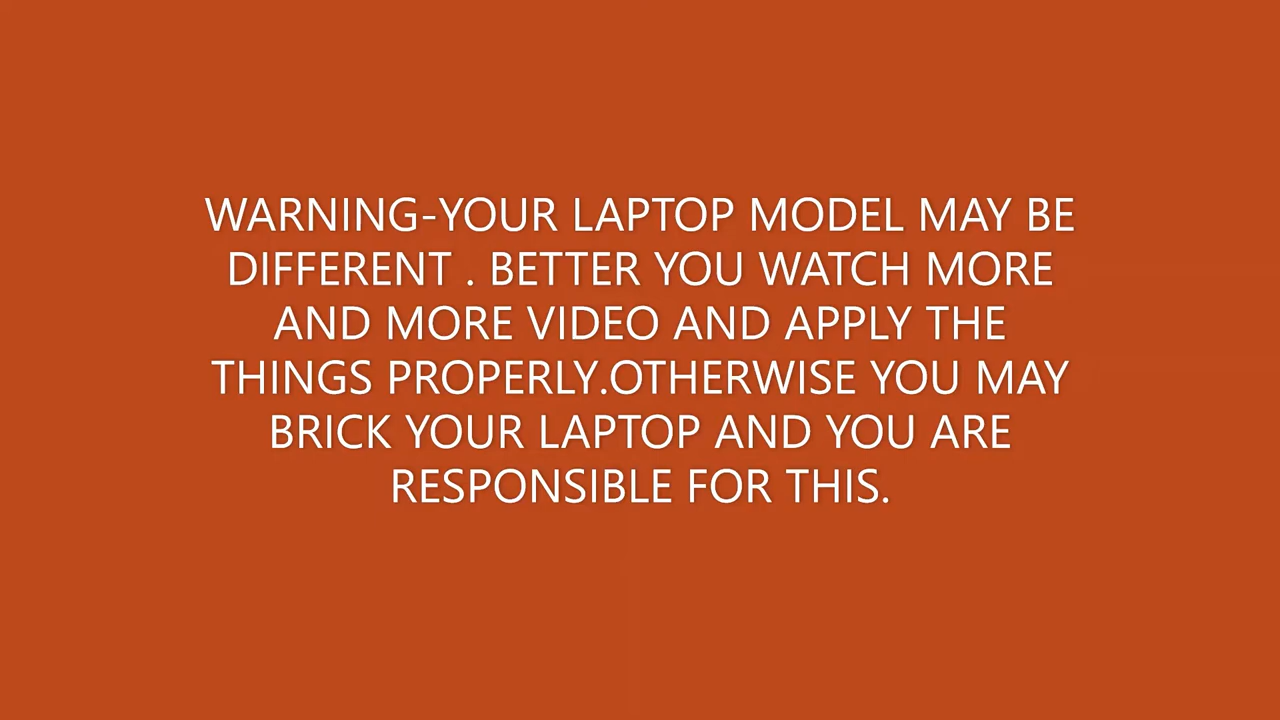 WARNING-YOUR LAPTOP MODEL MAY BE
DIFFERENT . BETTER YOU WATCH MORE
AND MORE VIDEO AND APPLY THE
THINGS PROPERLY.OTHERWISE YOU MAY
BRICK YOUR LAPTOP AND YOU ARE
RESPONSIBLE FOR THIS.